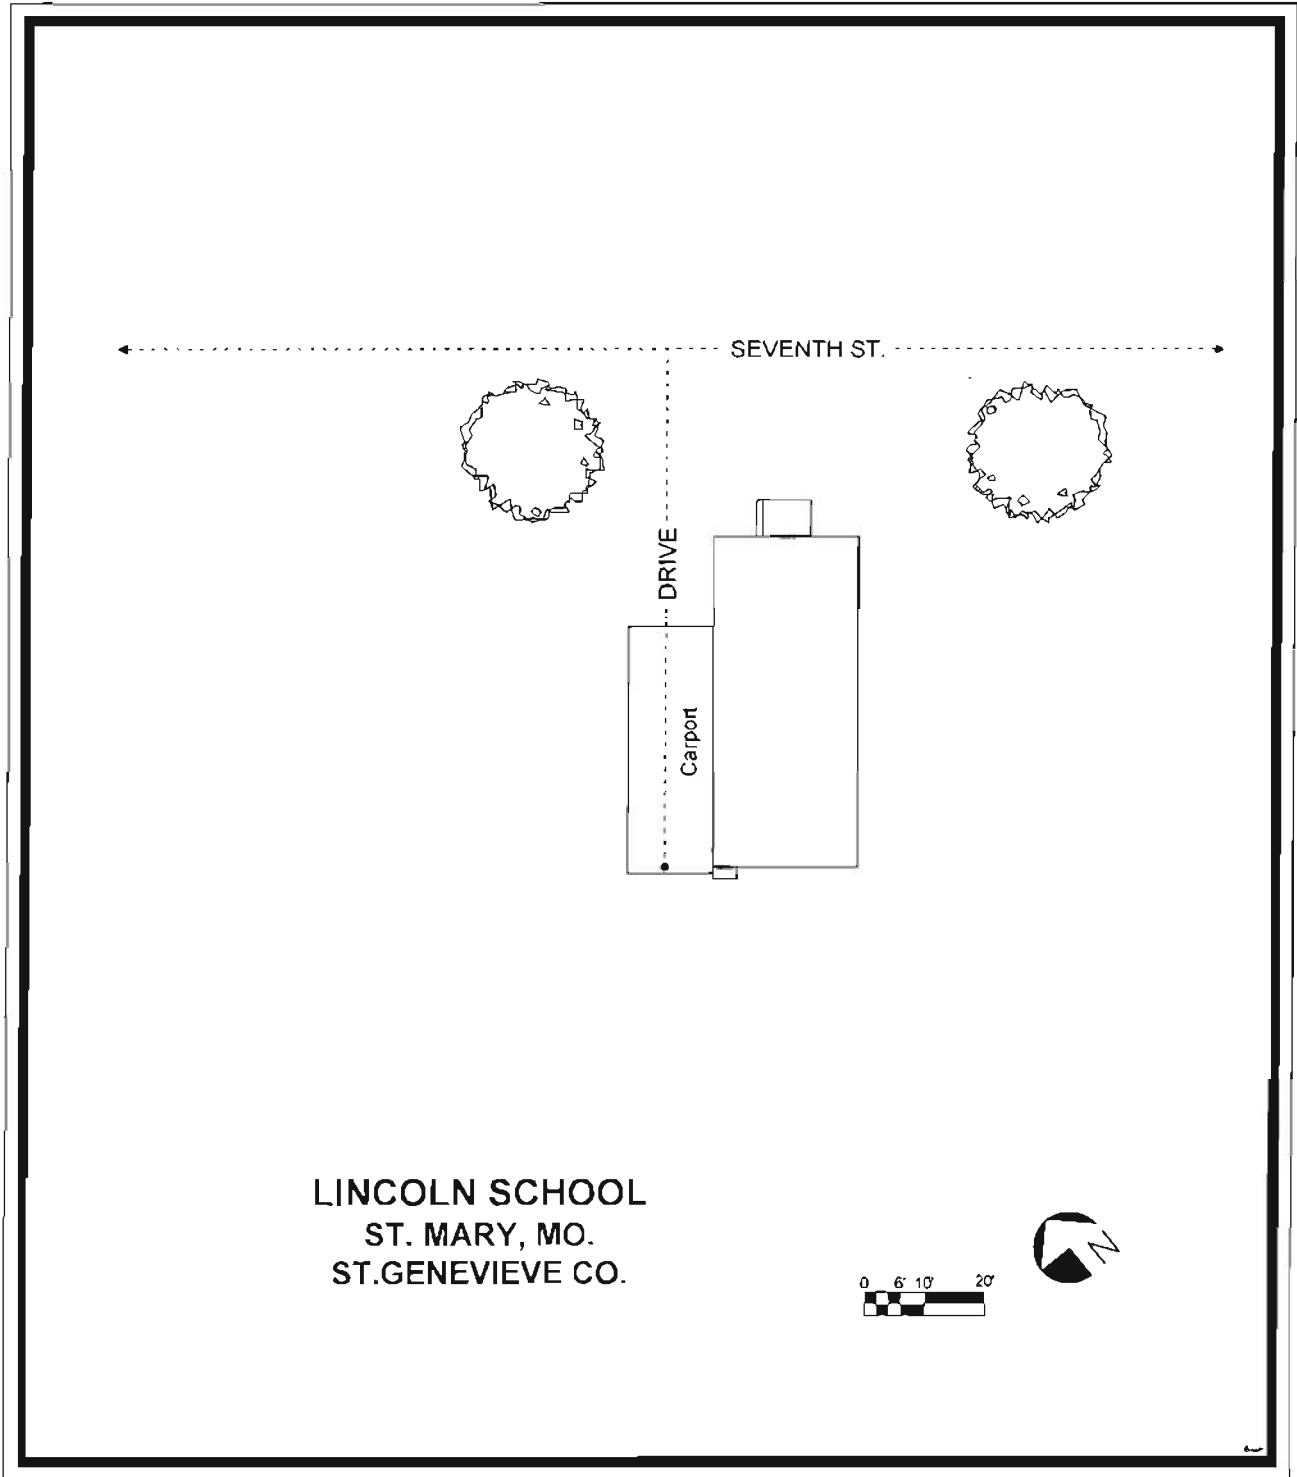 SEVENTH ST.
DRIVE
Carport
LINCOLN SCHOOL
ST. MARY, MO.
ST.GENEVIEVE CO.
0 6' 10' 20'
N